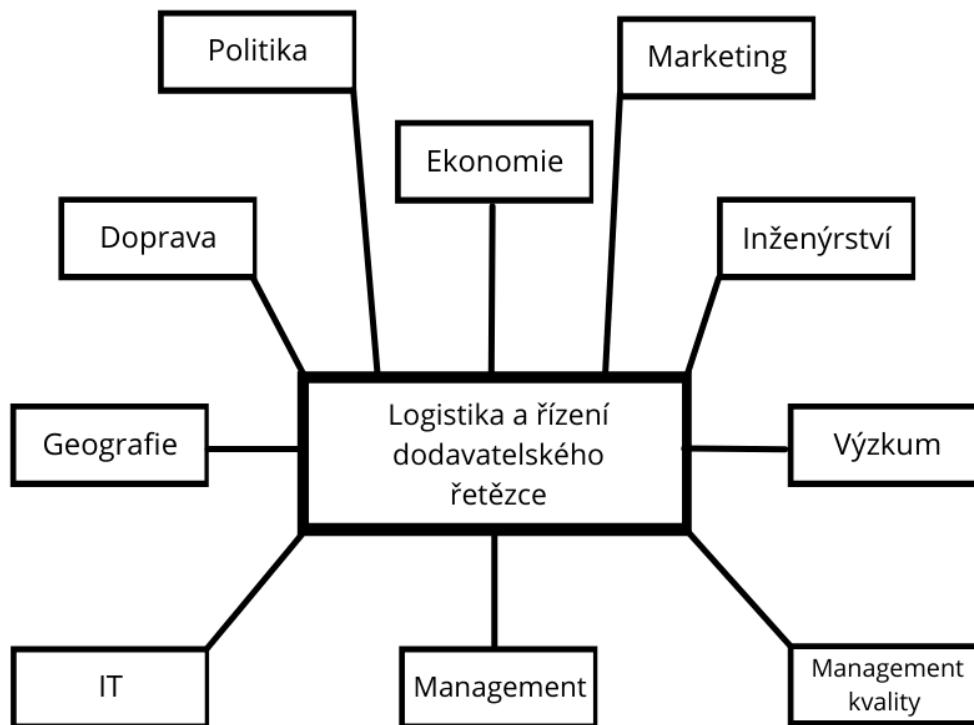 Politika
Marketing
Ekonomie
Doprava
Inženýrství
Logistika a řízení
dodavatelského
řetězce
Geografie
Výzkum
IT
Management
Management
kvality